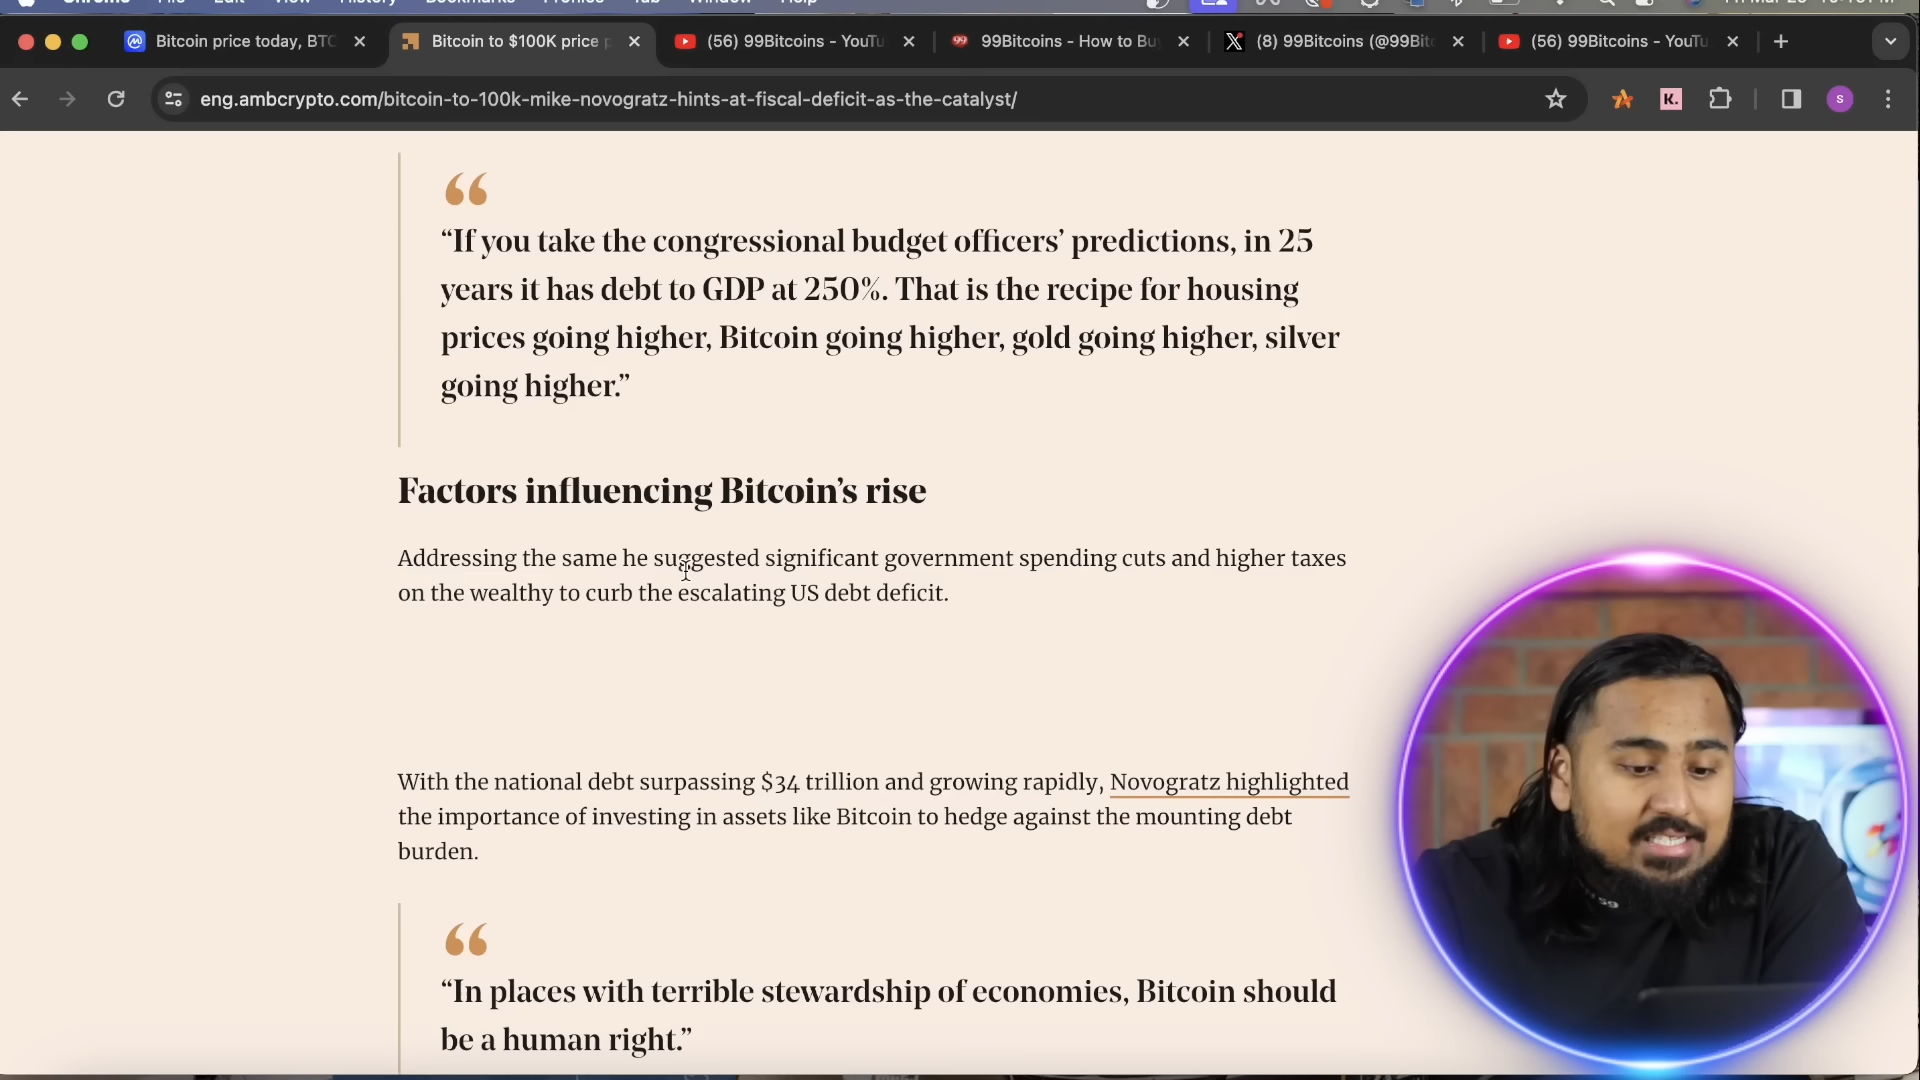 Bitcoin price today, BTC
Bitcoin to $100K price p
(56) 99Bitcoins - YouTu
99Bitcoins - How to Bu
(8) 99Bitcoins (@99Bit
(56) 99Bitcoins - YouTu
eng.ambcrypto.com/bitcoin-to-100k-mike-novogratz-hints-at-fiscal-deficit-as-the-catalyst/
K.
S
“If you take the congressional budget officers’ predictions, in 25
years it has debt to GDP at 250%. That is the recipe for housing
prices going higher, Bitcoin going higher, gold going higher, silver
going higher.”
Factors influencing Bitcoin’s rise
Addressing the same he suggested significant government spending cuts and higher taxes
on the wealthy to curb the escalating US debt deficit.
With the national debt surpassing $34 trillion and growing rapidly, Novogratz highlighted
the importance of investing in assets like Bitcoin to hedge against the mounting debt
burden.
“In places with terrible stewardship of economies, Bitcoin should
be a human right.”